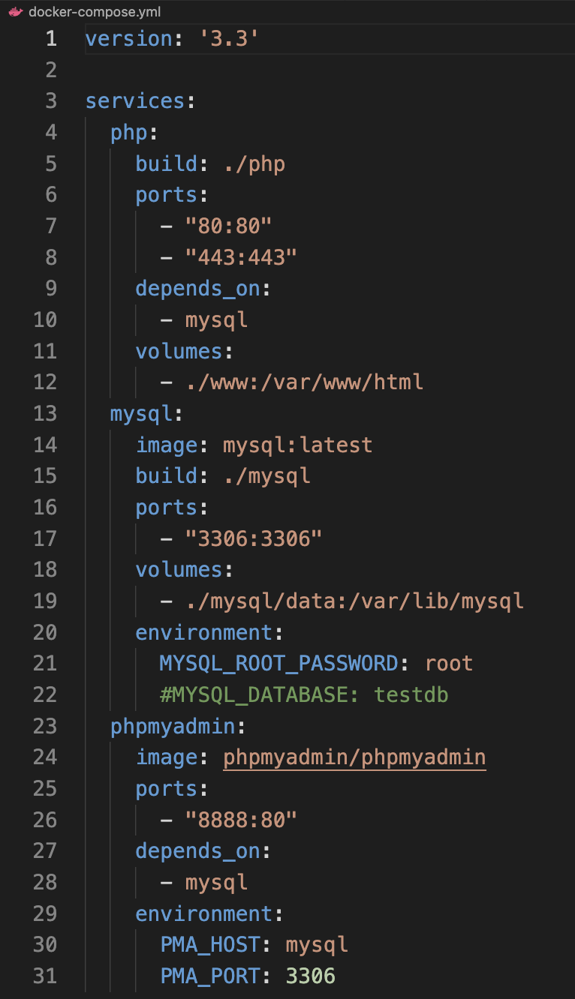 docker-compose.yml
1 version: '3.3'
2
3 services:
4   php:
5     build: ./php
6     ports:
7       - "80:80"
8       - "443:443"
9     depends_on:
10       - mysql
11     volumes:
12       - ./www:/var/www/html
13   mysql:
14     image: mysql:latest
15     build: ./mysql
16     ports:
17       - "3306:3306"
18     volumes:
19       - ./mysql/data:/var/lib/mysql
20     environment:
21       MYSQL_ROOT_PASSWORD: root
22       #MYSQL_DATABASE: testdb
23   phpmyadmin:
24     image: phpmyadmin/phpmyadmin
25     ports:
26       - "8888:80"
27     depends_on:
28       - mysql
29     environment:
30       PMA_HOST: mysql
31       PMA_PORT: 3306